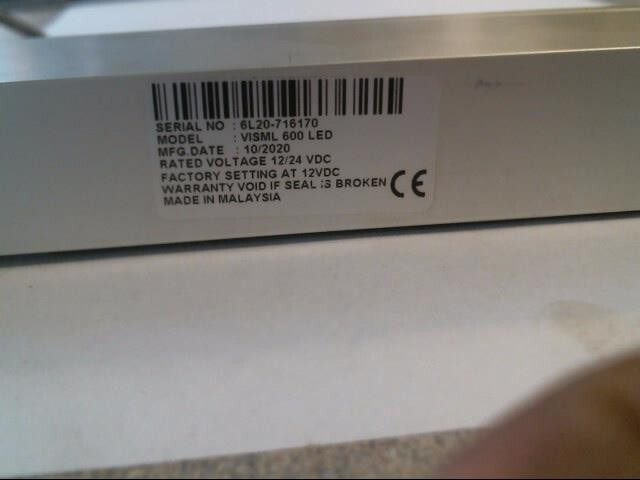 SERIAL NO : 6L20-716170
MODEL : VISML 600 LED
MFG.DATE : 10/2020
RATED VOLTAGE 12/24 VDC
FACTORY SETTING AT 12VDC
WARRANTY VOID IF SEAL IS BROKEN CE
MADE IN MALAYSIA